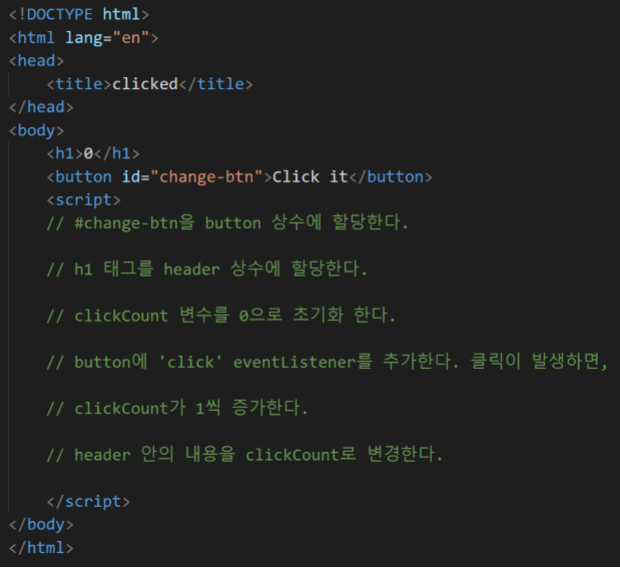 <!DOCTYPE html>
<html lang="en">
<head>
    <title>clicked</title>
</head>
<body>
    <h1>0</h1>
    <button id="change-btn">Click it</button>
    <script>
    // #change-btn을 button 상수에 할당한다.
    // h1 태그를 header 상수에 할당한다.
    // clickCount 변수를 0으로 초기화 한다.
    // button에 'click' eventListener를 추가한다. 클릭이 발생하면,
    // clickCount가 1씩 증가한다.
    // header 안의 내용을 clickCount로 변경한다.
    </script>
</body>
</html>